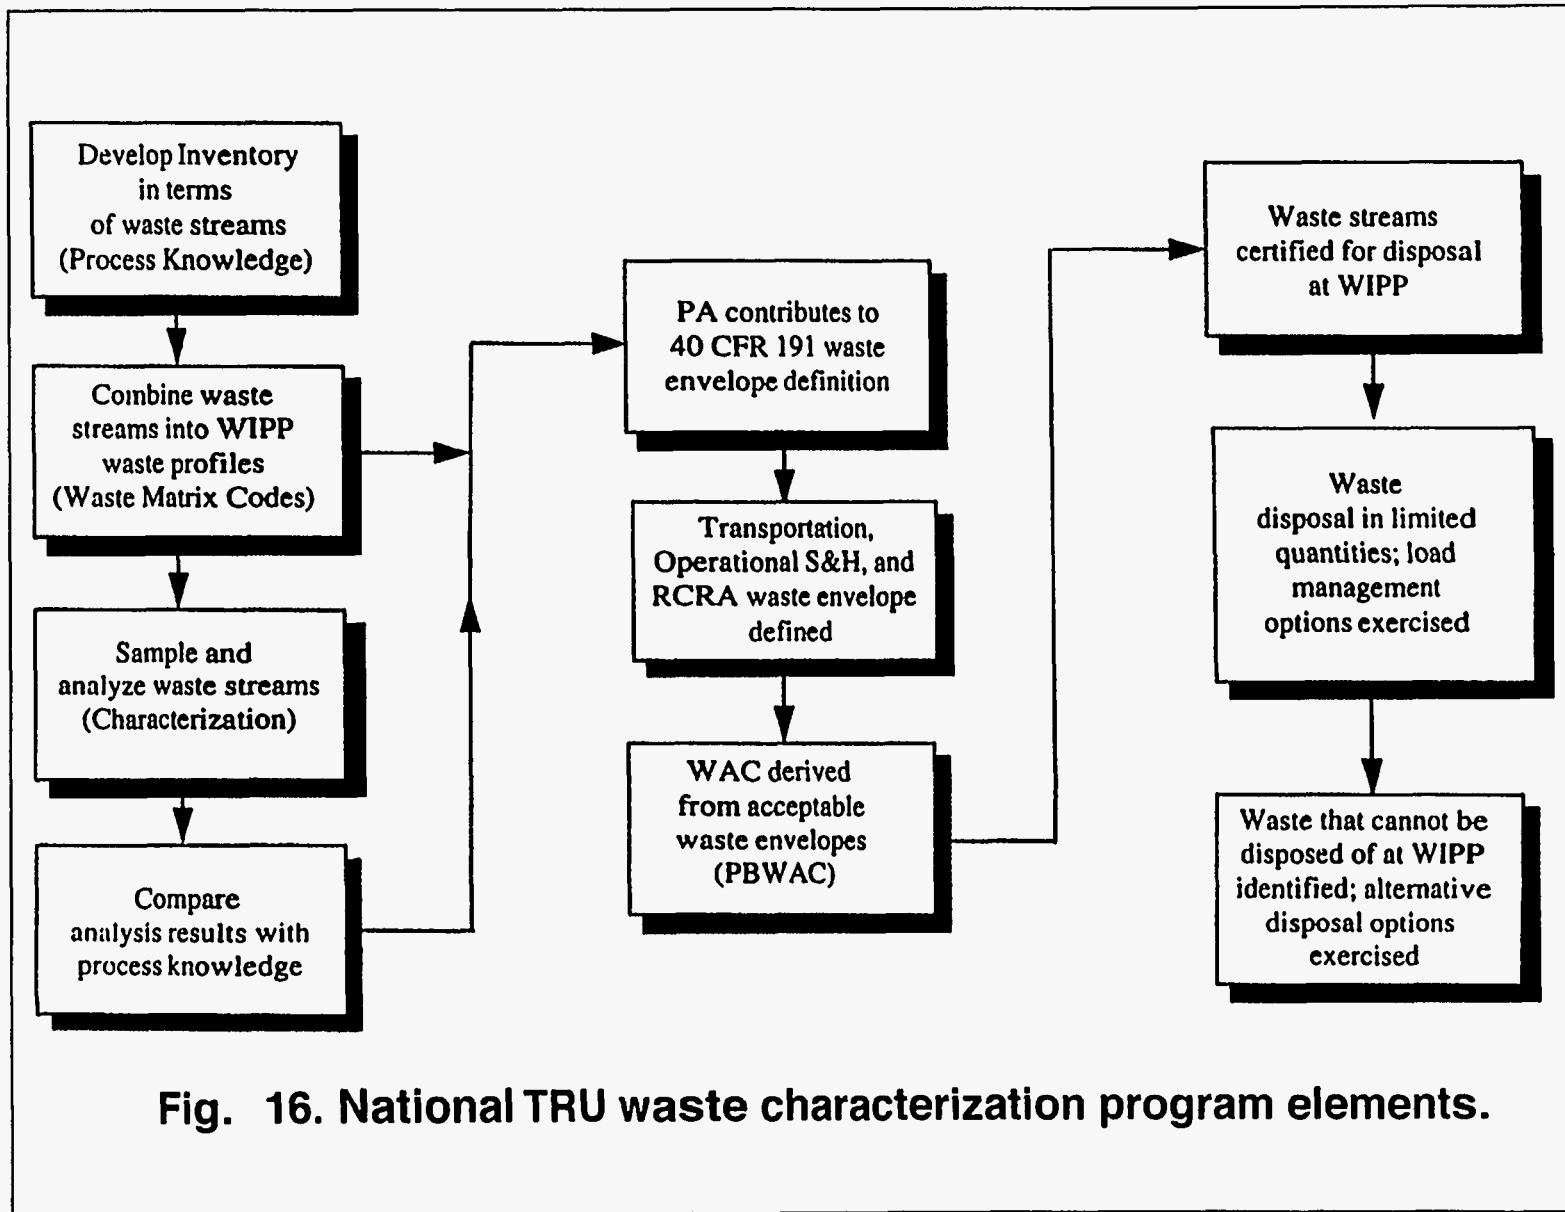 Develop Inventory
in terms
of waste streams
(Process Knowledge)
Combine waste
streams into WIPP
waste profiles
(Waste Matrix Codes)
Sample and
analyze waste streams
(Characterization)
Compare
analysis results with
process knowledge
PA contributes to
40 CFR 191 waste
envelope definition
Transportation,
Operational S&H, and
RCRA waste envelope
defined
WAC derived
from acceptable
waste envelopes
(PBWAC)
Waste streams
certified for disposal
at WIPP
Waste
disposal in limited
quantities; load
management
options exercised
Waste that cannot be
disposed of at WIPP
identified; alternative
disposal options
exercised
Fig. 16. National TRU waste characterization program elements.